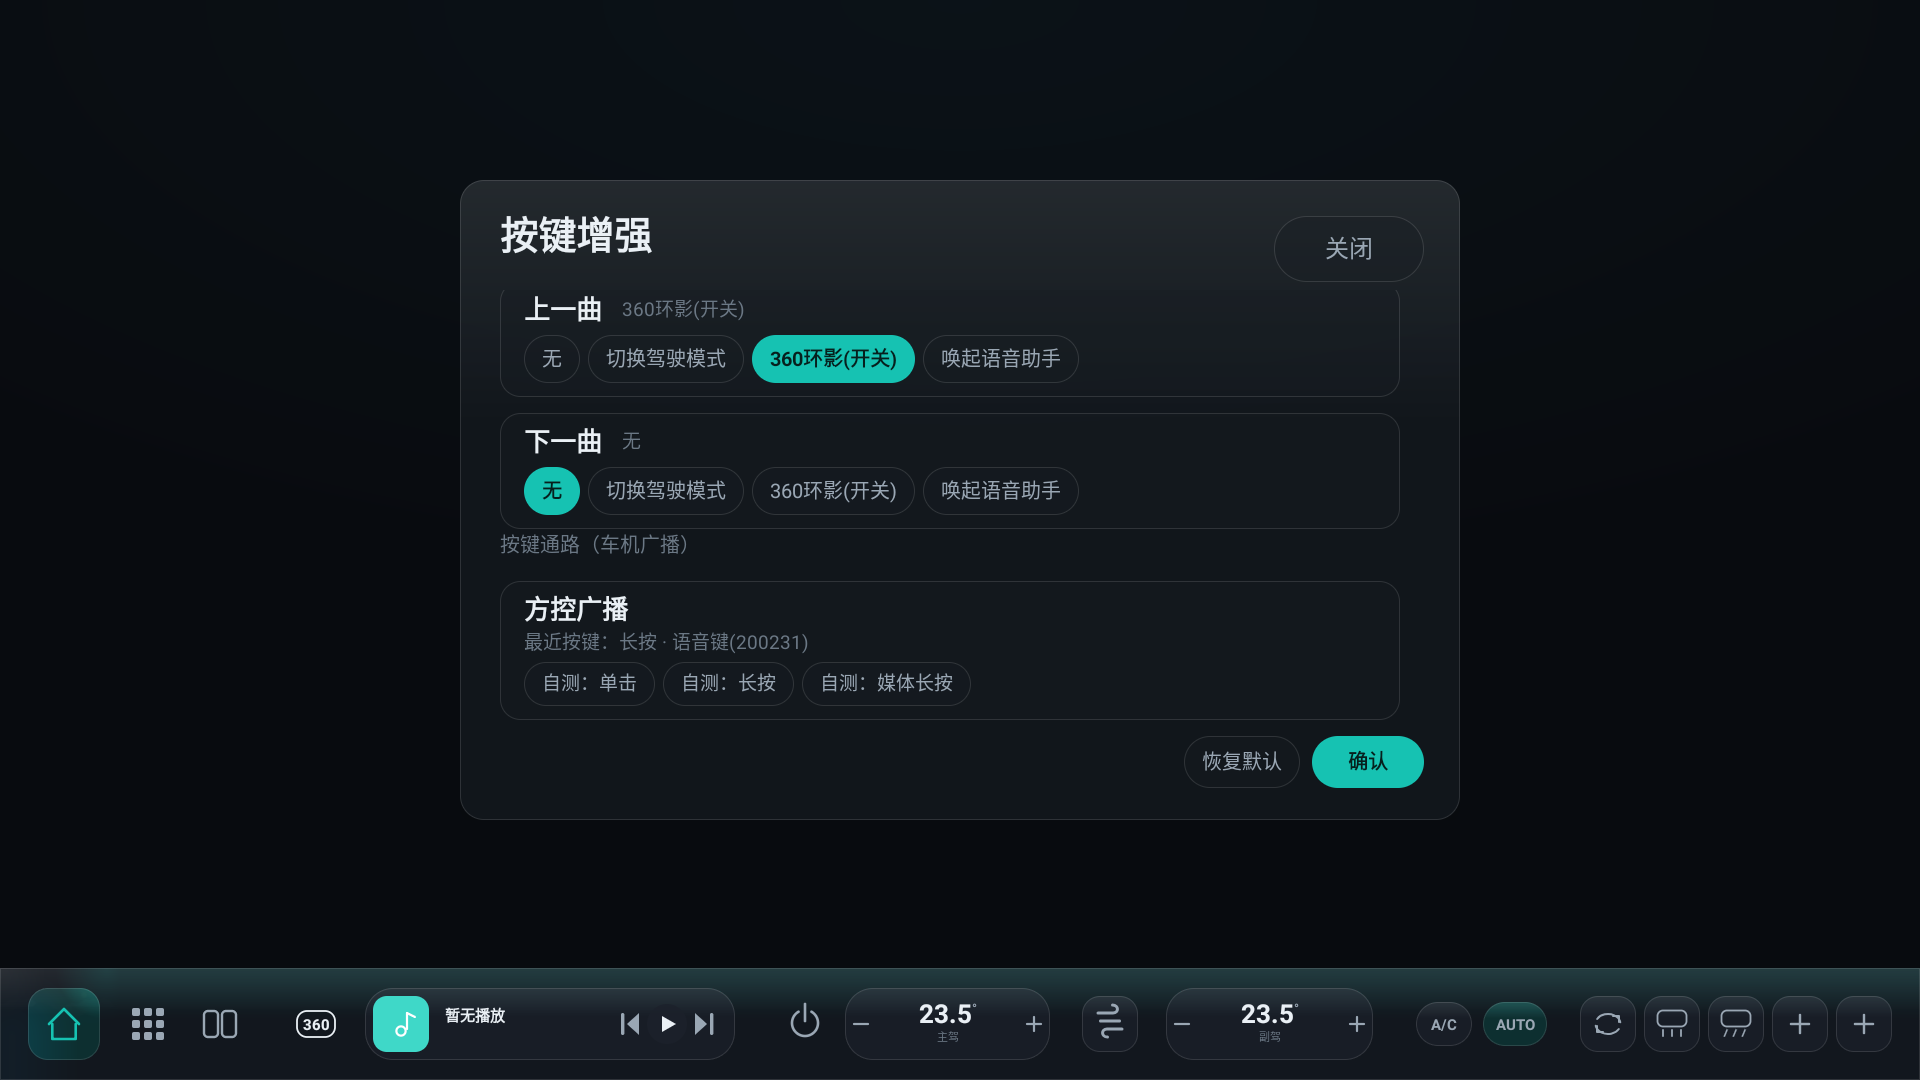 按键增强
关闭
上一曲 360环影(开关)
无 切换驾驶模式 360环影(开关) 唤起语音助手
下一曲 无
无 切换驾驶模式 360环影(开关) 唤起语音助手
按键通路（车机广播）
方控广播
最近按键：长按 · 语音键(200231)
自测：单击 自测：长按 自测：媒体长按
恢复默认 确认
360
暂无播放
23.5°
主驾
23.5°
副驾
A/C
AUTO